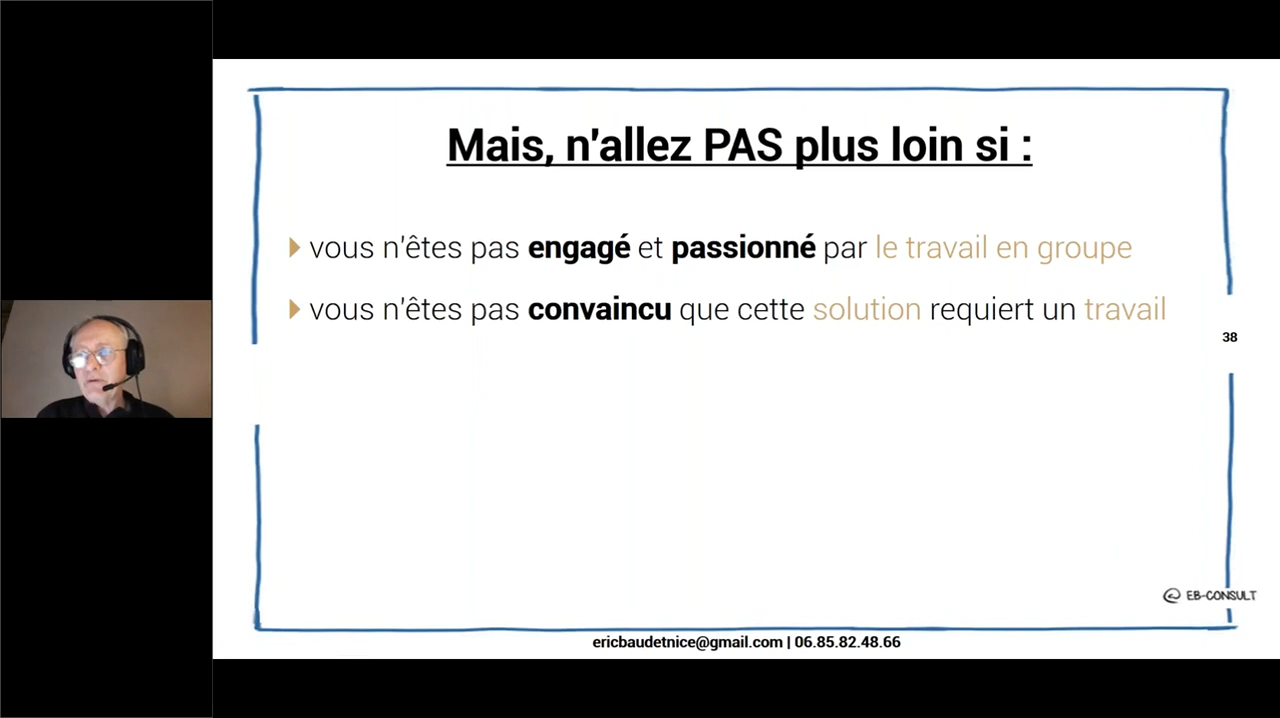 Mais, n'allez PAS plus loin si :
vous n'êtes pas engagé et passionné par le travail en groupe
vous n'êtes pas convaincu que cette solution requiert un travail
38
@ EB-CONSULT
ericbaudetnice@gmail.com | 06.85.82.48.66